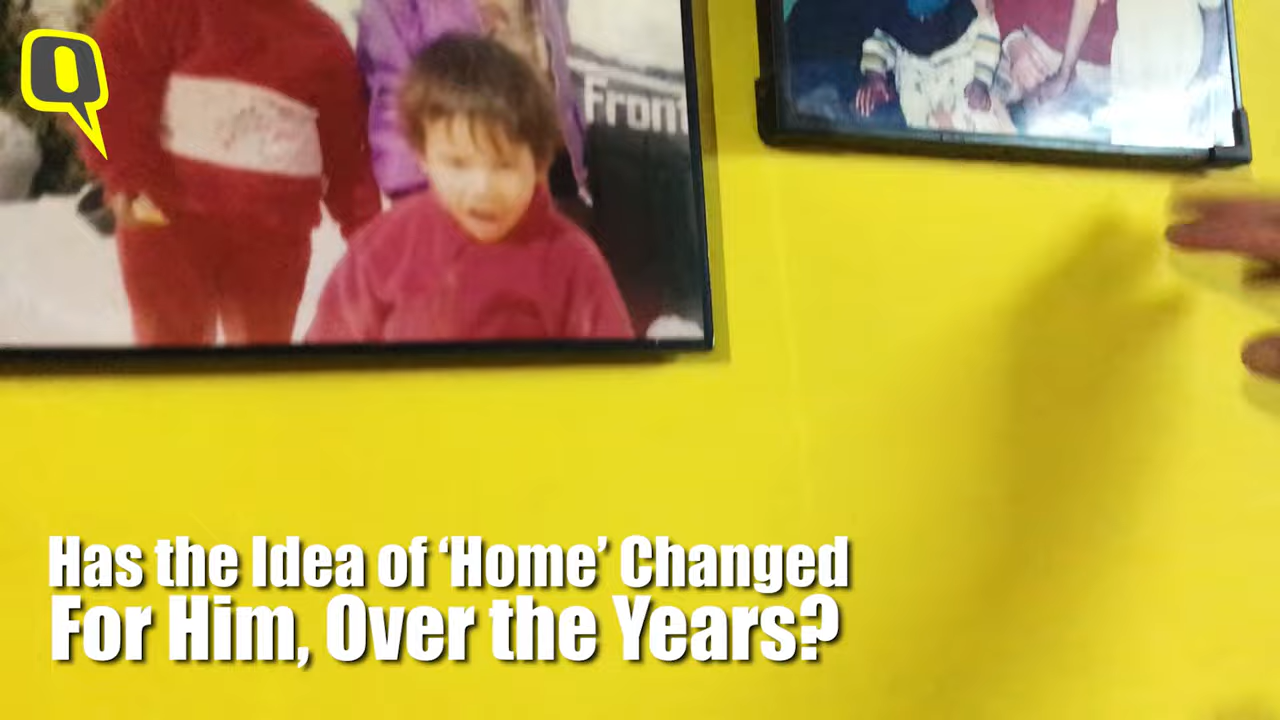 Front
Has the Idea of ‘Home’ Changed
For Him, Over the Years?